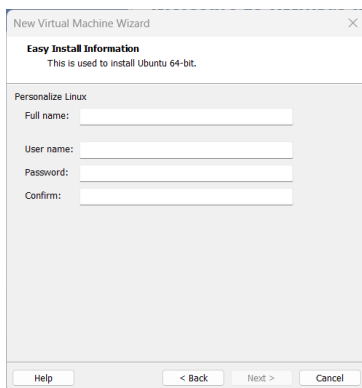 New Virtual Machine Wizard
Easy Install Information
This is used to install Ubuntu 64-bit.
Personalize Linux
Full name:
User name:
Password:
Confirm:
Help
< Back
Next >
Cancel